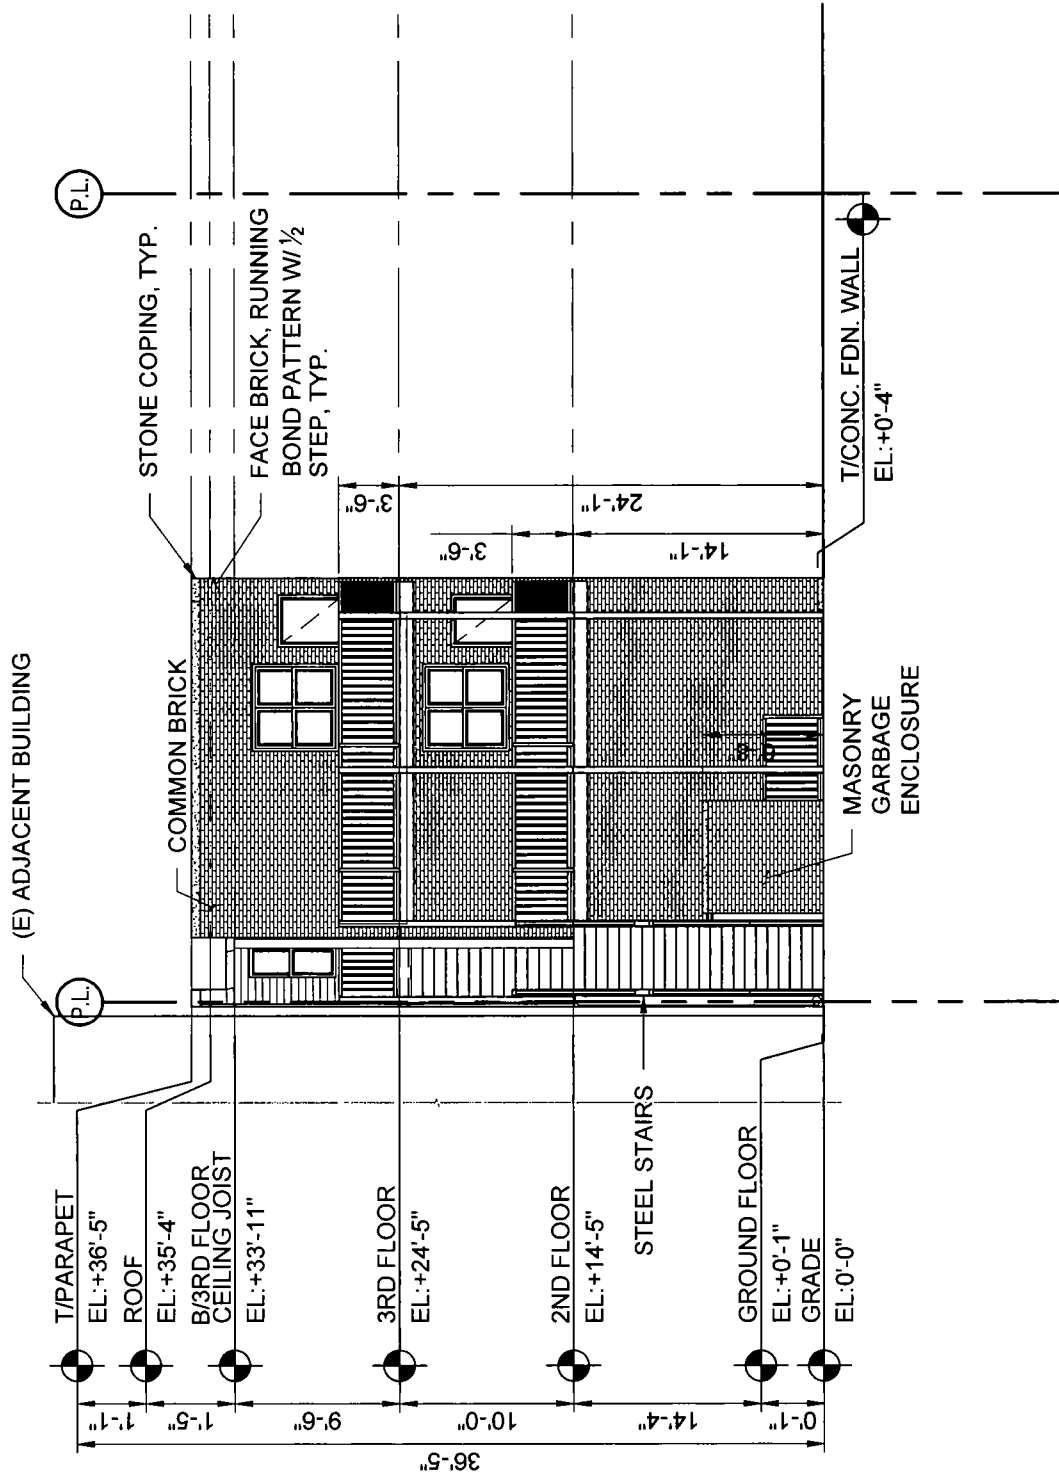 (E) ADJACENT BUILDING
P.L.
P.L.
STONE COPING, TYP.
COMMON BRICK
FACE BRICK, RUNNING
BOND PATTERN W/ ½
STEP, TYP.
T/PARAPET
EL:+36'-5"
ROOF
EL:+35'-4"
B/3RD FLOOR
CEILING JOIST
EL:+33'-11"
3RD FLOOR
EL:+24'-5"
2ND FLOOR
EL:+14'-5"
STEEL STAIRS
GROUND FLOOR
EL:+0'-1"
GRADE
EL:0'-0"
MASONRY
GARBAGE
ENCLOSURE
T/CONC. FDN. WALL
EL:+0'-4"
1'-1"
1'-5"
9'-6"
10'-0"
14'-4"
0'-1"
36'-5"
3'-6"
24'-1"
3'-6"
14'-1"